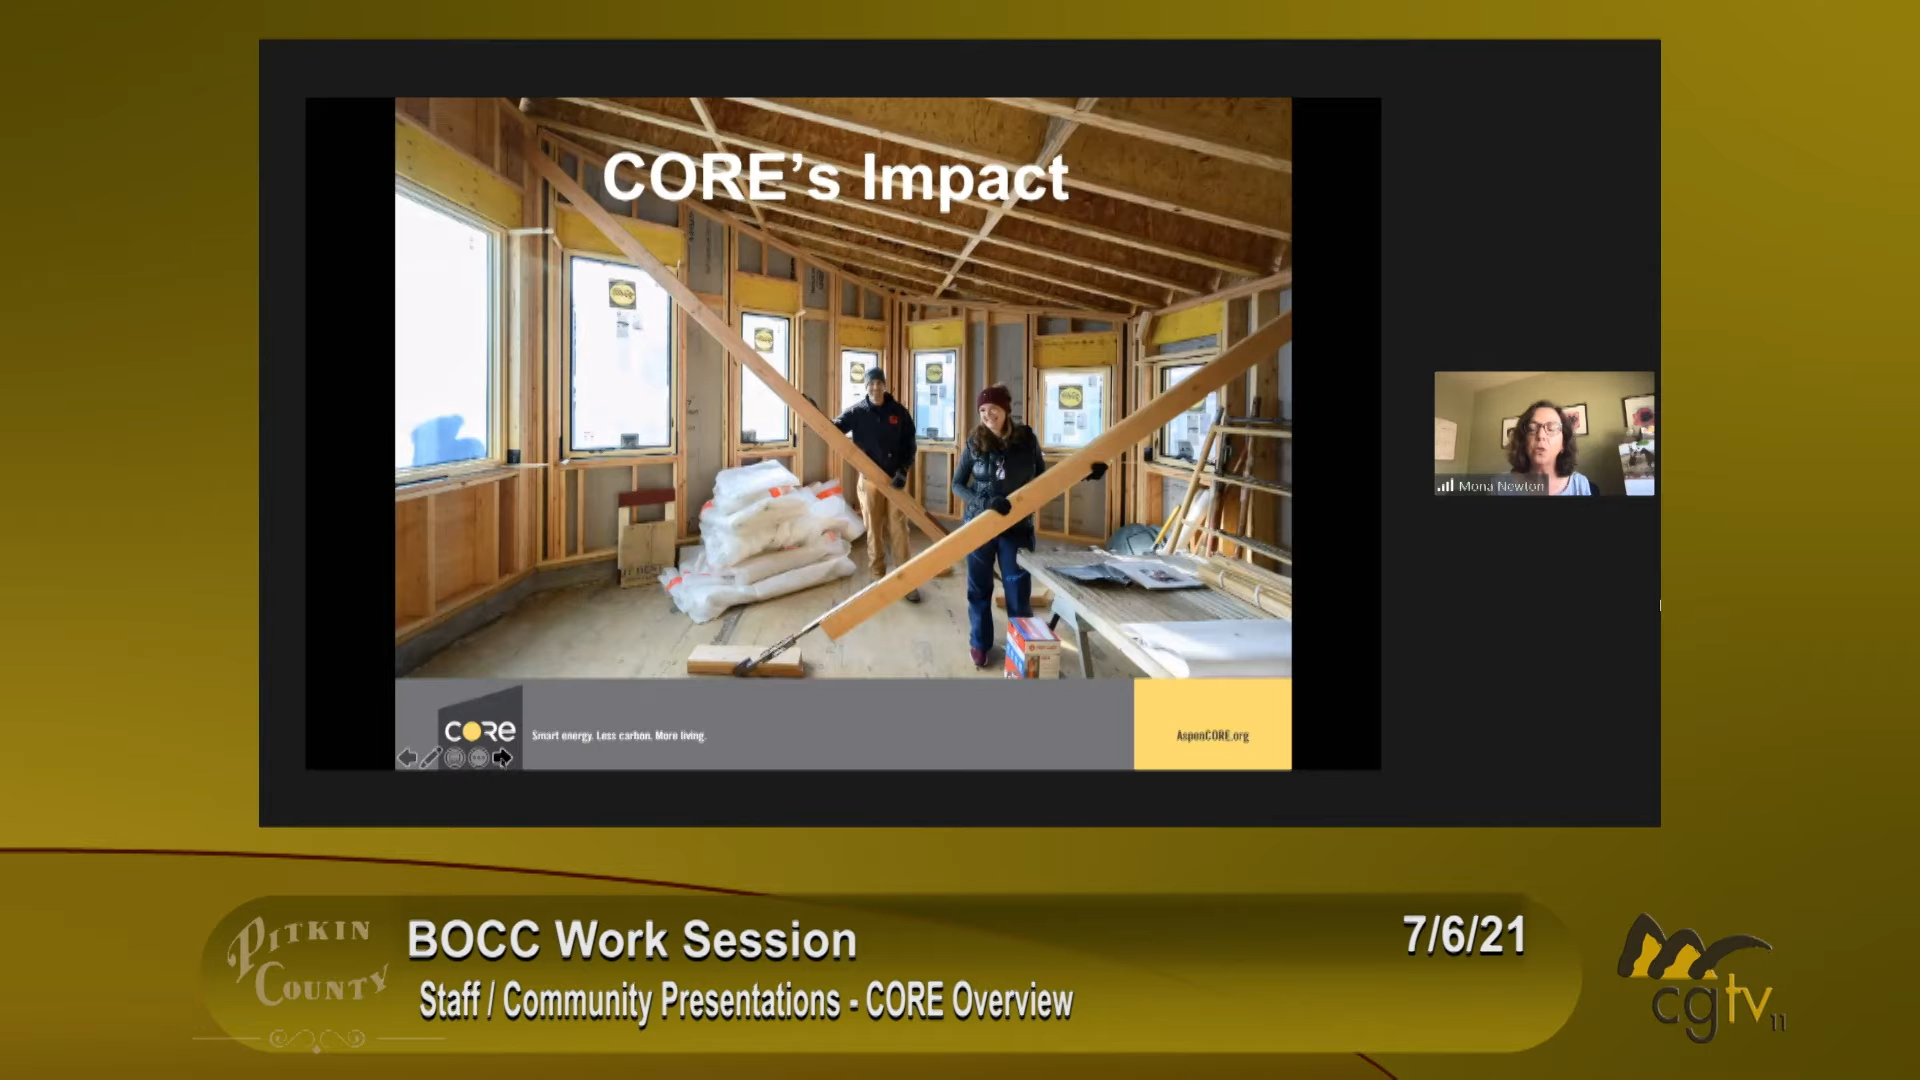 CORE's Impact
Mona Newton
CORE
Smart energy. Less carbon. More living.
AspenCORE.org
PITKIN
COUNTY
BOCC Work Session
7/6/21
Staff / Community Presentations - CORE Overview
cgtv11